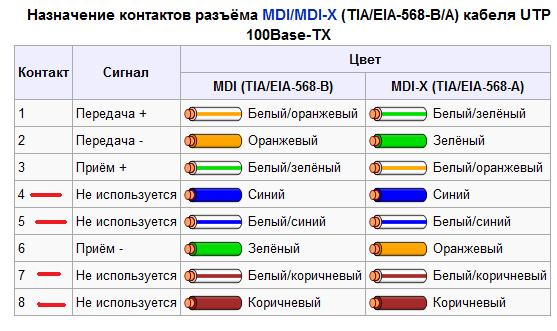 Назначение контактов разъёма MDI/MDI-X (TIA/EIA-568-B/A) кабеля UTP
100Base-TX
Контакт Сигнал Цвет
MDI (TIA/EIA-568-B) MDI-X (TIA/EIA-568-A)
1 Передача + Белый/оранжевый Белый/зелёный
2 Передача - Оранжевый Зелёный
3 Приём + Белый/зелёный Белый/оранжевый
4 Не используется Синий Синий
5 Не используется Белый/синий Белый/синий
6 Приём - Зелёный Оранжевый
7 Не используется Белый/коричневый Белый/коричневый
8 Не используется Коричневый Коричневый